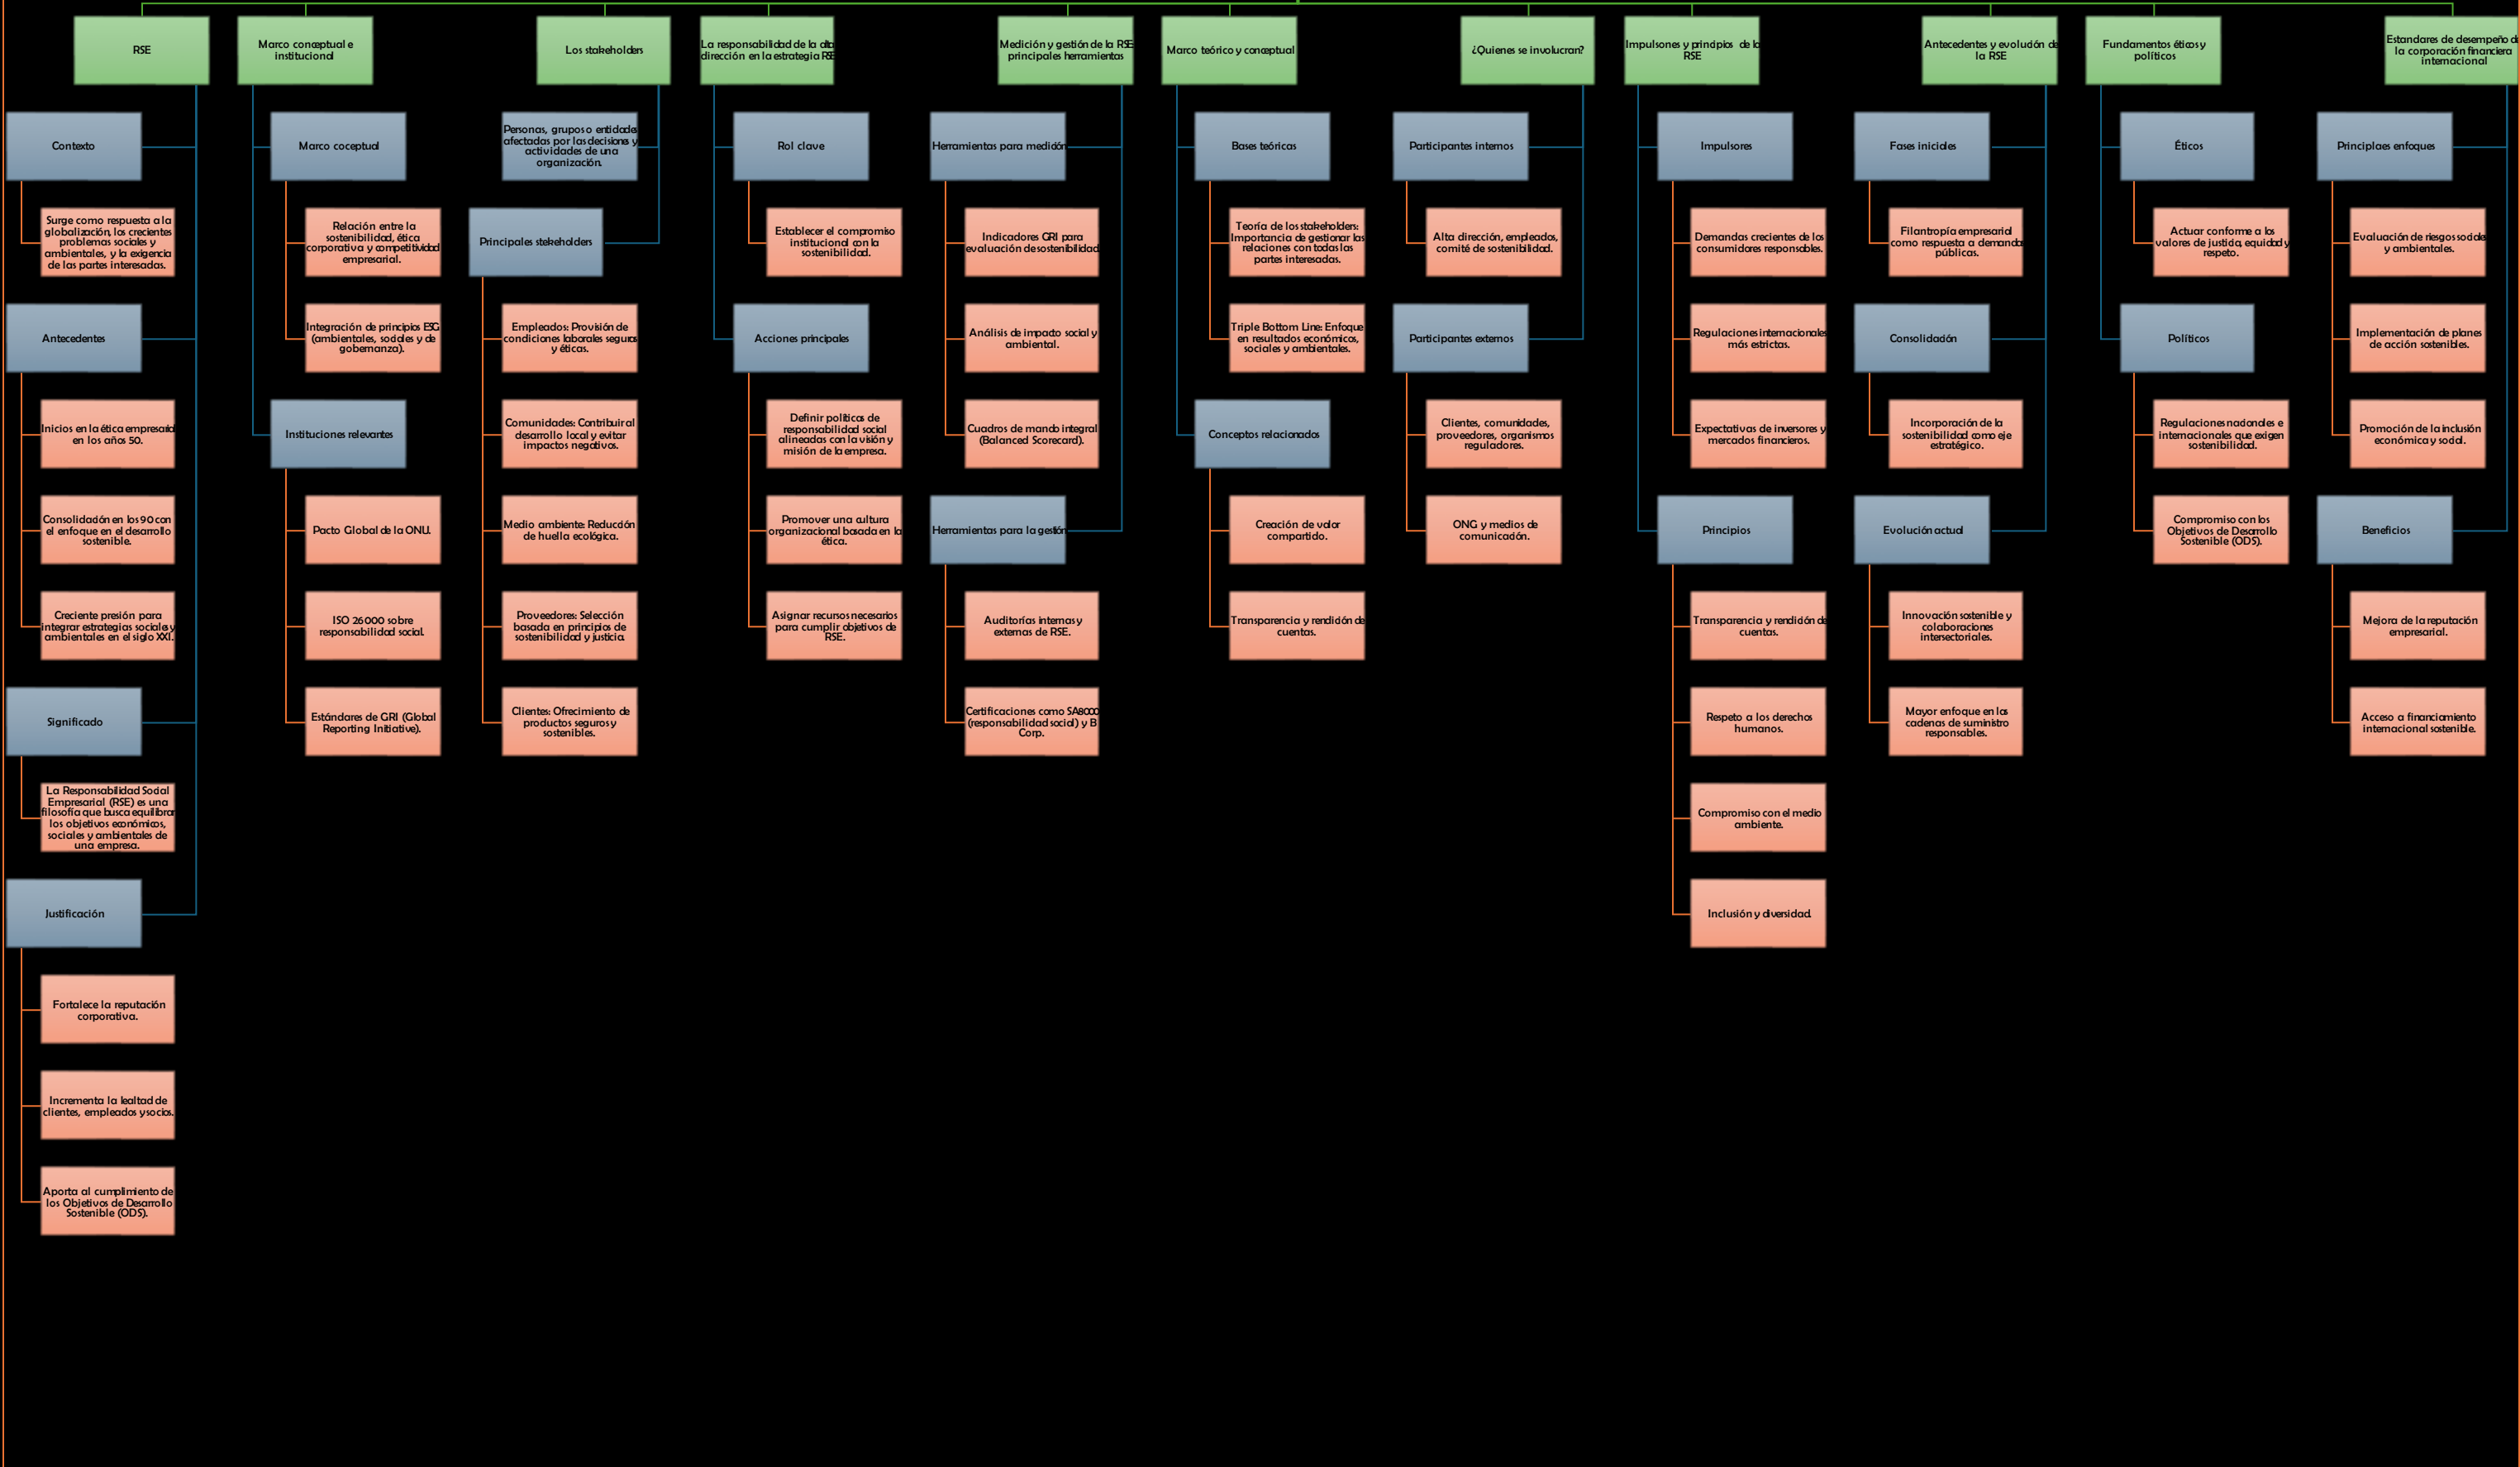 RSE
Contexto
Surge como respuesta a la
globalización, los crecientes
problemas sociales y
ambientales, y la exigencia
de las partes interesadas.
Antecedentes
Inicios en la ética empresarial
en los años 50.
Consolidación en los 90 con
el enfoque en el desarrollo
sostenible.
Creciente presión para
integrar estrategias sociales y
ambientales en el siglo XXI.
Significado
La Responsabilidad Social
Empresarial (RSE) es una
filosofía que busca equilibrar
los objetivos económicos,
sociales y ambientales de
una empresa.
Justificación
Fortalece la reputación
corporativa.
Incrementa la lealtad de
clientes, empleados y socios.
Aporta al cumplimiento de
los Objetivos de Desarrollo
Sostenible (ODS).
Marco conceptual e
institucional
Marco coceptual
Relación entre la
sostenibilidad, ética
corporativa y competitividad
empresarial.
Integración de principios ESG
(ambientales, sociales y de
gobernanza).
Instituciones relevantes
Pacto Global de la ONU.
ISO 26000 sobre
responsabilidad social.
Estándares de GRI (Global
Reporting Initiative).
Los stakeholders
Personas, grupos o entidades
afectadas por las decisiones y
actividades de una
organización.
Principales stekeholders
Empleados: Provisión de
condiciones laborales seguras
y éticas.
Comunidades: Contribuir al
desarrollo local y evitar
impactos negativos.
Medio ambiente: Reducción
de huella ecológica.
Proveedores: Selección
basada en principios de
sostenibilidad y justicia.
Clientes: Ofrecimiento de
productos seguros y
sostenibles.
La responsabilidad de la alta
dirección en la estrategia RSE
Rol clave
Establecer el compromiso
institucional con la
sostenibilidad.
Acciones principales
Definir políticas de
responsabilidad social
alineadas con la visión y
misión de la empresa.
Promover una cultura
organizacional basada en la
ética.
Asignar recursos necesarios
para cumplir objetivos de
RSE.
Medición y gestión de la RSE:
principales herramientas
Herramientas para medición
Indicadores GRI para
evaluación de sostenibilidad.
Análisis de impacto social y
ambiental.
Cuadros de mando integral
(Balanced Scorecard).
Herramientas para la gestión
Auditorías internas y
externas de RSE.
Certificaciones como SA8000
(responsabilidad social) y B
Corp.
Marco teórico y conceptual
Bases teóricas
Teoría de los stakeholders:
Importancia de gestionar las
relaciones con todas las
partes interesadas.
Triple Bottom Line: Enfoque
en resultados económicos,
sociales y ambientales.
Conceptos relacionados
Creación de valor
compartido.
Transparencia y rendición de
cuentas.
¿Quienes se involucran?
Participantes internos
Alta dirección, empleados,
comité de sostenibilidad.
Participantes externos
Clientes, comunidades,
proveedores, organismos
reguladores.
ONG y medios de
comunicación.
Impulsones y principios de la
RSE
Impulsores
Demandas crecientes de los
consumidores responsables.
Regulaciones internacionales
más estrictas.
Expectativas de inversores y
mercados financieros.
Principios
Transparencia y rendición de
cuentas.
Respeto a los derechos
humanos.
Compromiso con el medio
ambiente.
Inclusión y diversidad.
Antecedentes y evolución de
la RSE
Fases iniciales
Filantropía empresarial
como respuesta a demandas
públicas.
Consolidación
Incorporación de la
sostenibilidad como eje
estratégico.
Evolución actual
Innovación sostenible y
colaboraciones
intersectoriales.
Mayor enfoque en las
cadenas de suministro
responsables.
Fundamentos éticos y
políticos
Éticos
Actuar conforme a los
valores de justicia, equidad y
respeto.
Políticos
Regulaciones nacionales e
internacionales que exigen
sostenibilidad.
Compromiso con los
Objetivos de Desarrollo
Sostenible (ODS).
Estandares de desempeño de
la corporación financiera
internacional
Principlaes enfoques
Evaluación de riesgos sociales
y ambientales.
Implementación de planes
de acción sostenibles.
Promoción de la inclusión
económica y social.
Beneficios
Mejora de la reputación
empresarial.
Acceso a financiamiento
internacional sostenible.